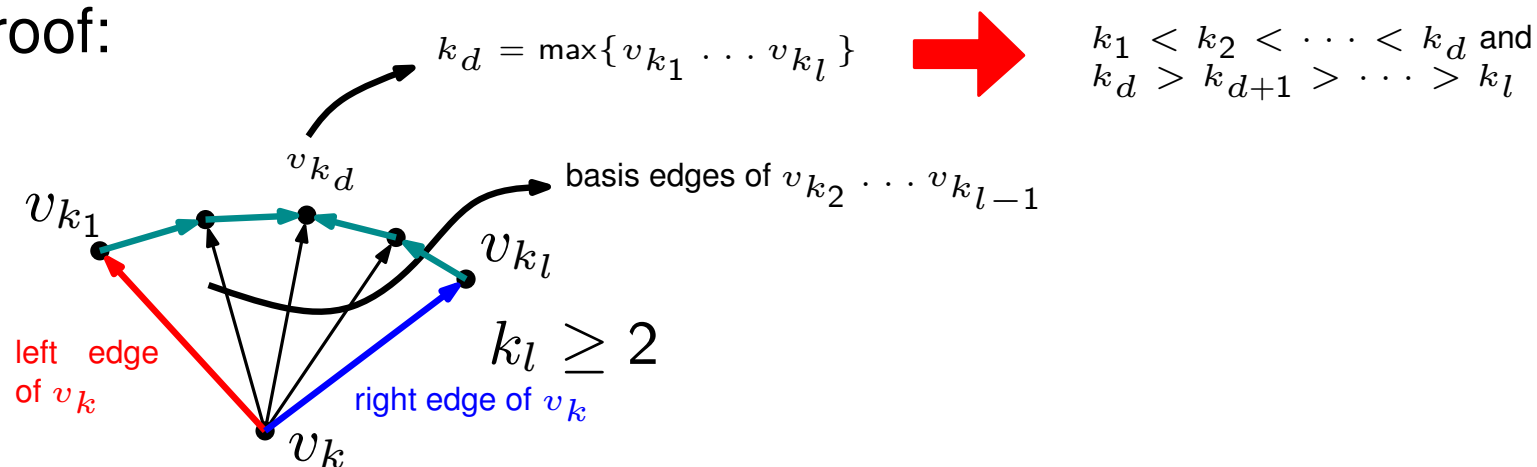 roof:
k_d = max{v_{k_1} . . . v_{k_l}}
k_1 < k_2 < · · · < k_d and
k_d > k_{d+1} > · · · > k_l
v_{k_d}
basis edges of v_{k_2} . . . v_{k_{l−1}}
v_{k_1}
v_{k_l}
k_l ≥ 2
left edge
of v_k
right edge of v_k
v_k